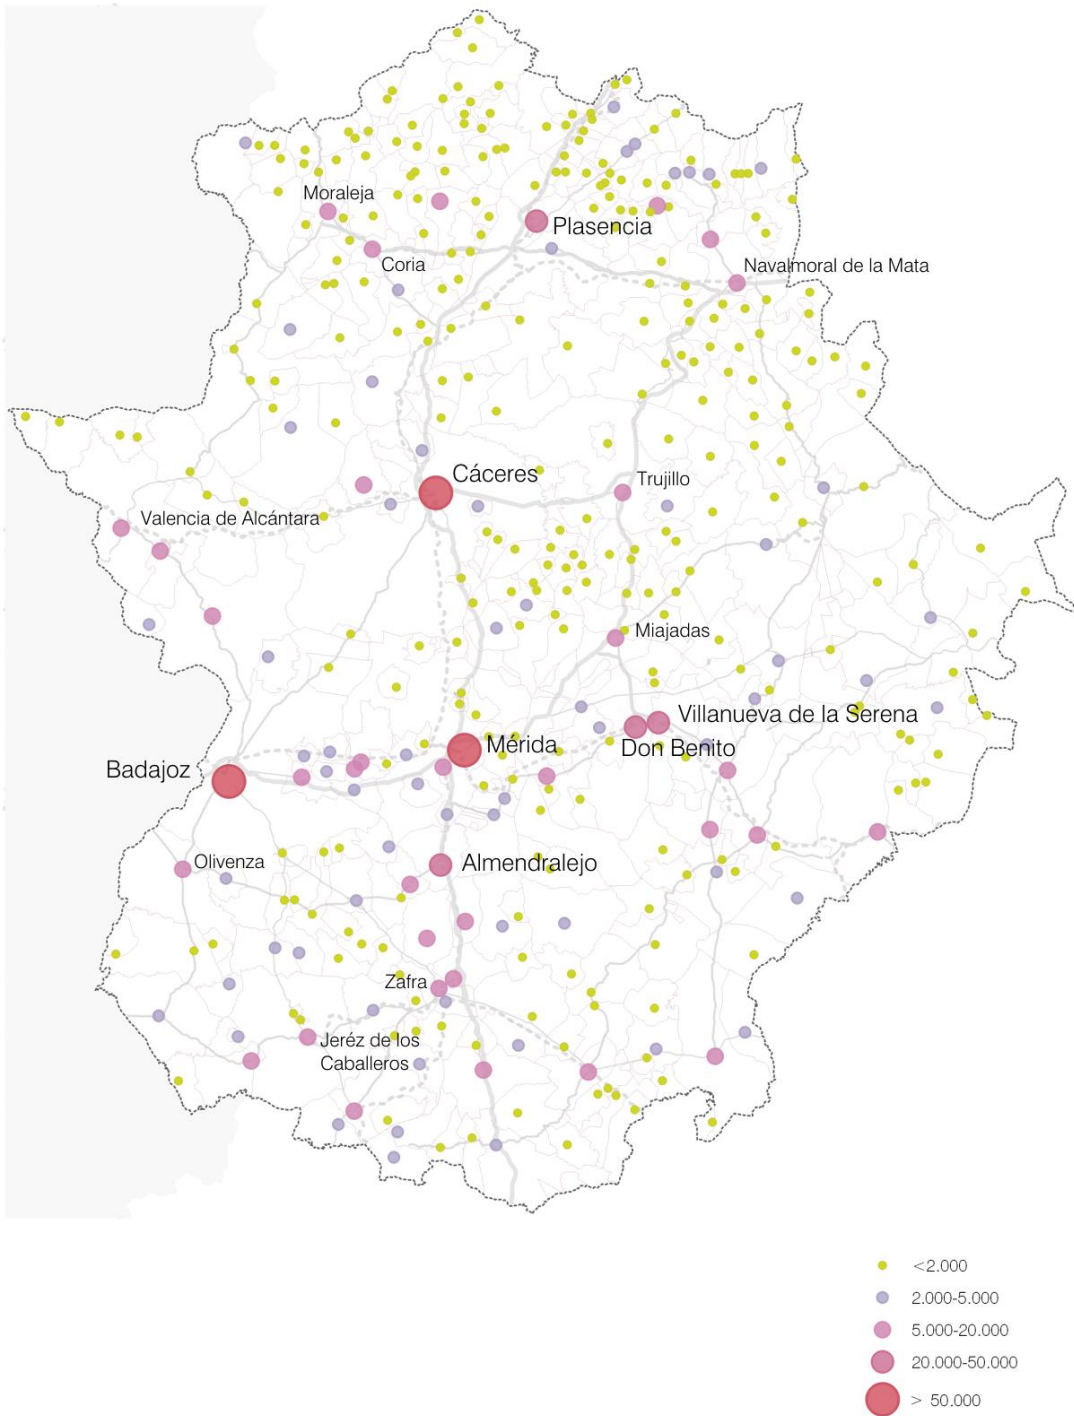 Moraleja
Plasencia
Coria
Navalmoral de la Mata
Cáceres
Trujillo
Valencia de Alcántara
Miajadas
Villanueva de la Serena
Mérida
Don Benito
Badajoz
Olivenza
Almendralejo
Zafra
Jeréz de los
Caballeros
<2.000
2.000-5.000
5.000-20.000
20.000-50.000
> 50.000